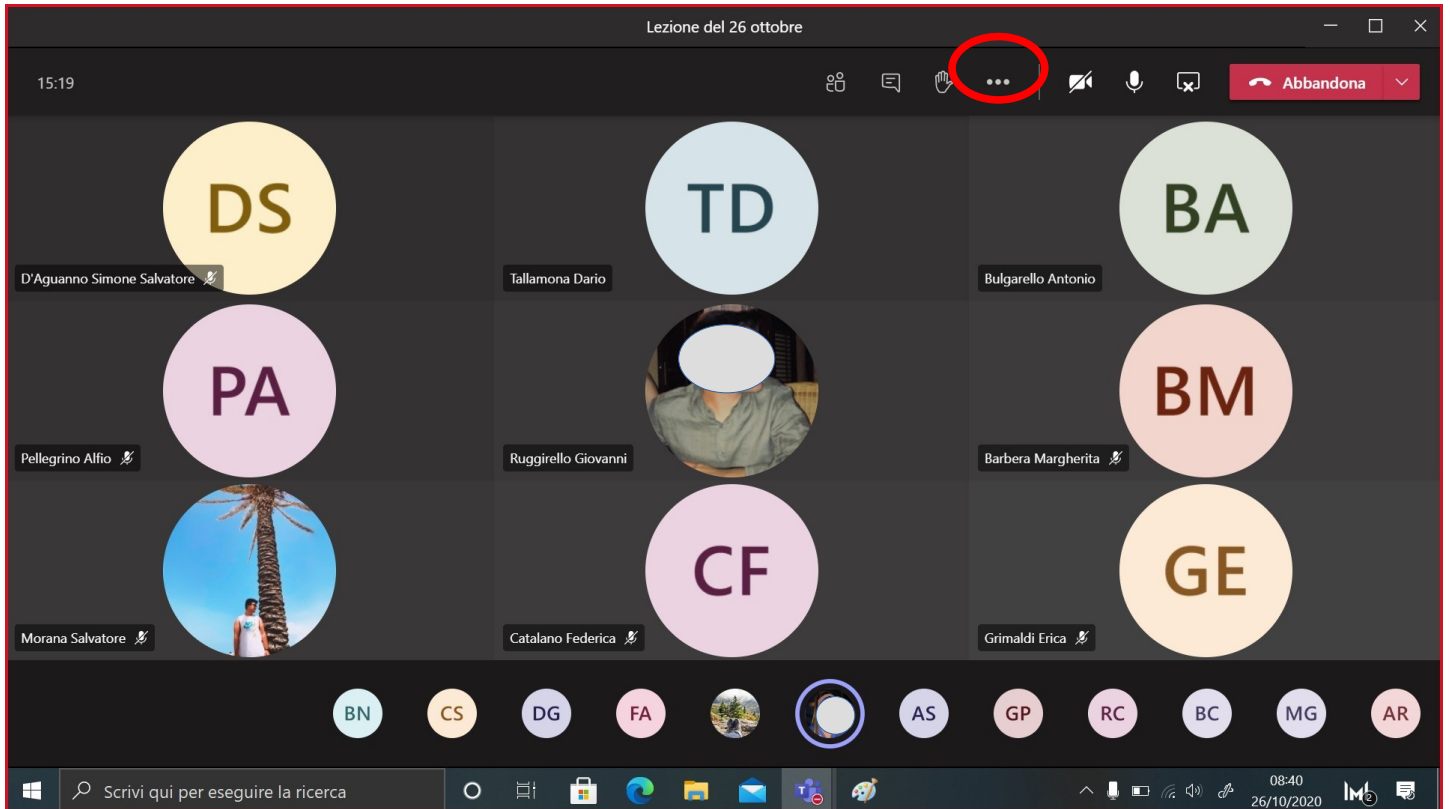 Lezione del 26 ottobre
15:19
Abbandona
DS
TD
BA
D'Aguanno Simone Salvatore
Tallamona Dario
Bulgarello Antonio
PA
BM
Pellegrino Alfio
Ruggirello Giovanni
Barbera Margherita
CF
GE
Morana Salvatore
Catalano Federica
Grimaldi Erica
BN
CS
DG
FA
AS
GP
RC
BC
MG
AR
Scrivi qui per eseguire la ricerca
08:40
26/10/2020